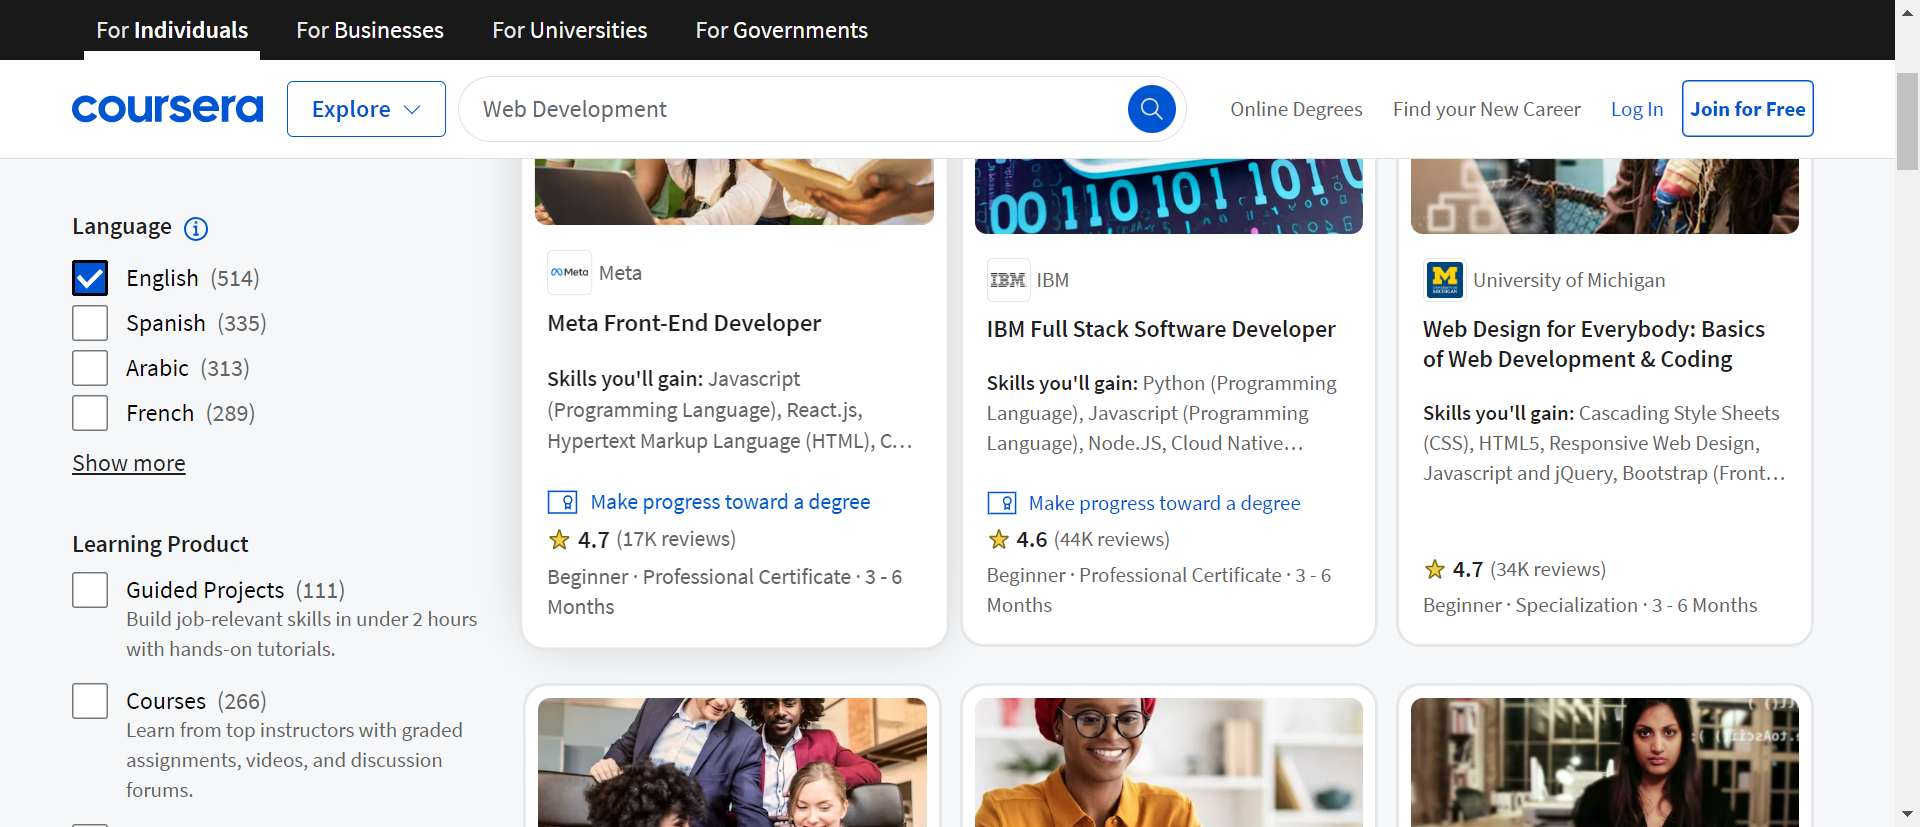 For Individuals
For Businesses
For Universities
For Governments
coursera
Explore
Web Development
Online Degrees
Find your New Career
Log In
Join for Free
Language
English (514)
Spanish (335)
Arabic (313)
French (289)
Show more
Learning Product
Guided Projects (111)
Build job-relevant skills in under 2 hours
with hands-on tutorials.
Courses (266)
Learn from top instructors with graded
assignments, videos, and discussion
forums.
Meta
Meta
Meta Front-End Developer
Skills you'll gain: Javascript
(Programming Language), React.js,
Hypertext Markup Language (HTML), C...
Make progress toward a degree
4.7 (17K reviews)
Beginner · Professional Certificate · 3 - 6
Months
00 110 101 101
IBM
IBM
IBM Full Stack Software Developer
Skills you'll gain: Python (Programming
Language), Javascript (Programming
Language), Node.JS, Cloud Native...
Make progress toward a degree
4.6 (44K reviews)
Beginner · Professional Certificate · 3 - 6
Months
M
University of Michigan
Web Design for Everybody: Basics
of Web Development & Coding
Skills you'll gain: Cascading Style Sheets
(CSS), HTML5, Responsive Web Design,
Javascript and jQuery, Bootstrap (Front...
4.7 (34K reviews)
Beginner · Specialization · 3 - 6 Months